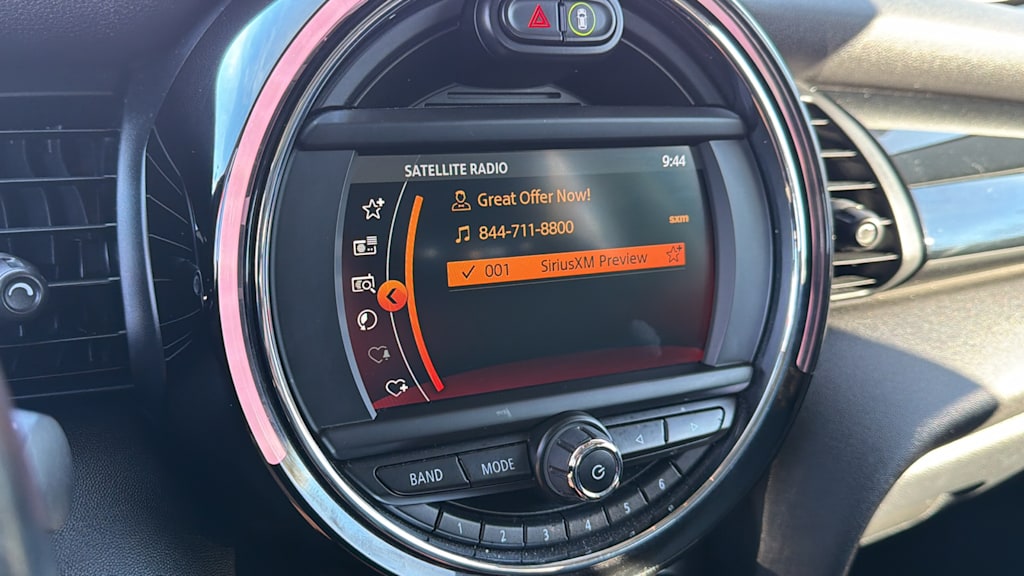 SATELLITE RADIO 9:44
Great Offer Now!
844-711-8800
sxm
001 SiriusXM Preview
BAND MODE
1 2 3 4 5 6